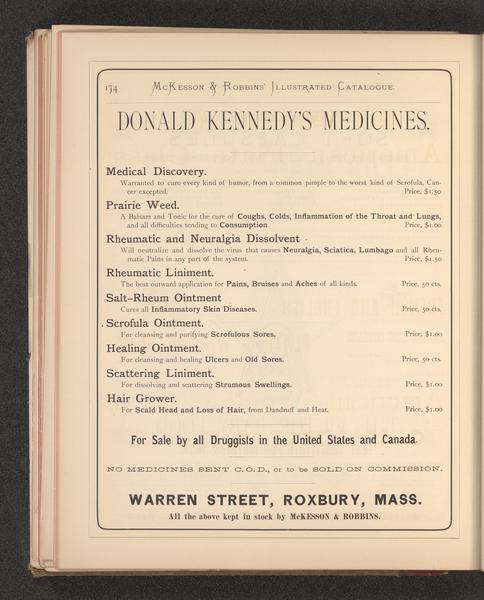 174 McKesson & Robbins' Illustrated Catalogue.
DONALD KENNEDY'S MEDICINES.
Medical Discovery.
Warranted to cure every kind of humor, from a common pimple to the worst kind of Scrofula, Can-
cer excepted. Price, $1.50
Prairie Weed.
A Balsam and Tonic for the cure of Coughs, Colds, Inflammation of the Throat and Lungs,
and all difficulties tending to Consumption. Price, $1.00
Rheumatic and Neuralgia Dissolvent
Will neutralize and dissolve the virus that causes Neuralgia, Sciatica, Lumbago and all Rheu-
matic Pains in any part of the system. Price, $1.50
Rheumatic Liniment.
The best outward application for Pains, Bruises and Aches of all kinds. Price, 50 cts.
Salt-Rheum Ointment
Cures all Inflammatory Skin Diseases. Price, 50 cts.
Scrofula Ointment.
For cleansing and purifying Scrofulous Sores. Price, $1.00
Healing Ointment.
For cleansing and healing Ulcers and Old Sores. Price, 50 cts.
Scattering Liniment.
For dissolving and scattering Strumous Swellings. Price, $1.00
Hair Grower.
For Scald Head and Loss of Hair, from Dandruff and Heat. Price, $1.00
For Sale by all Druggists in the United States and Canada.
NO MEDICINES SENT C.O.D., or to be SOLD ON COMMISSION.
WARREN STREET, ROXBURY, MASS.
All the above kept in stock by McKESSON & ROBBINS.